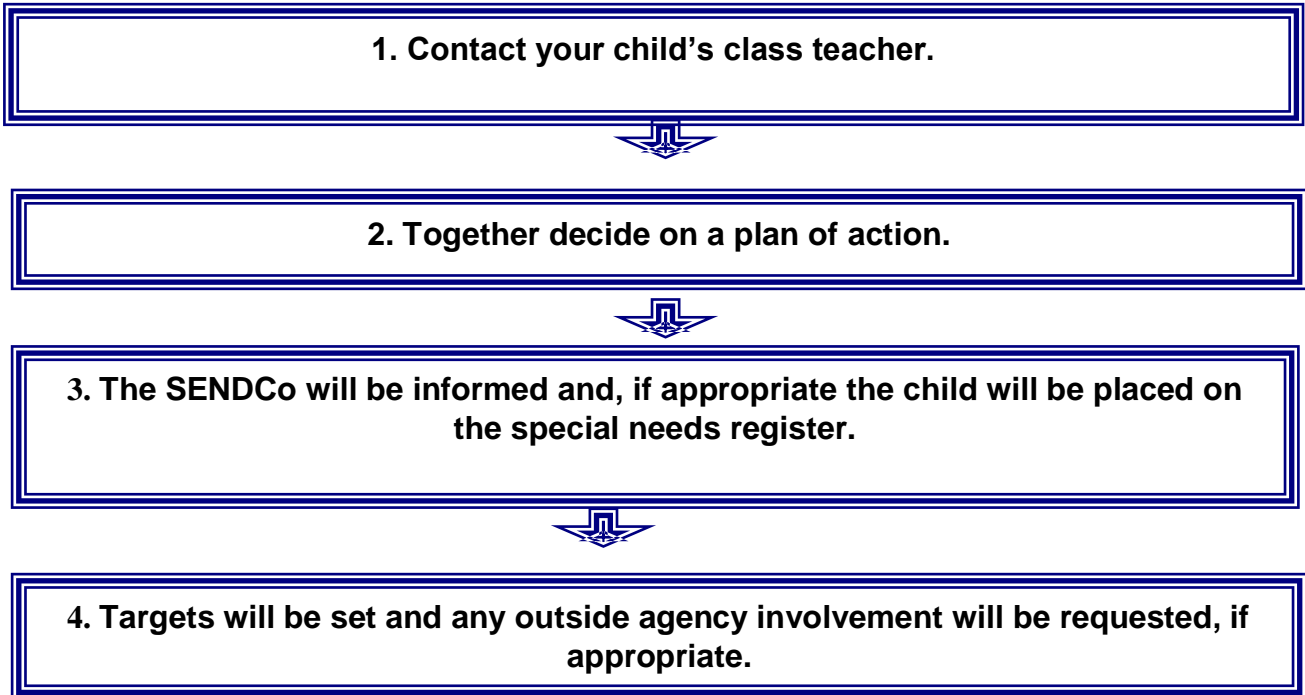 1. Contact your child’s class teacher.
2. Together decide on a plan of action.
3. The SENDCo will be informed and, if appropriate the child will be placed on
the special needs register.
4. Targets will be set and any outside agency involvement will be requested, if
appropriate.